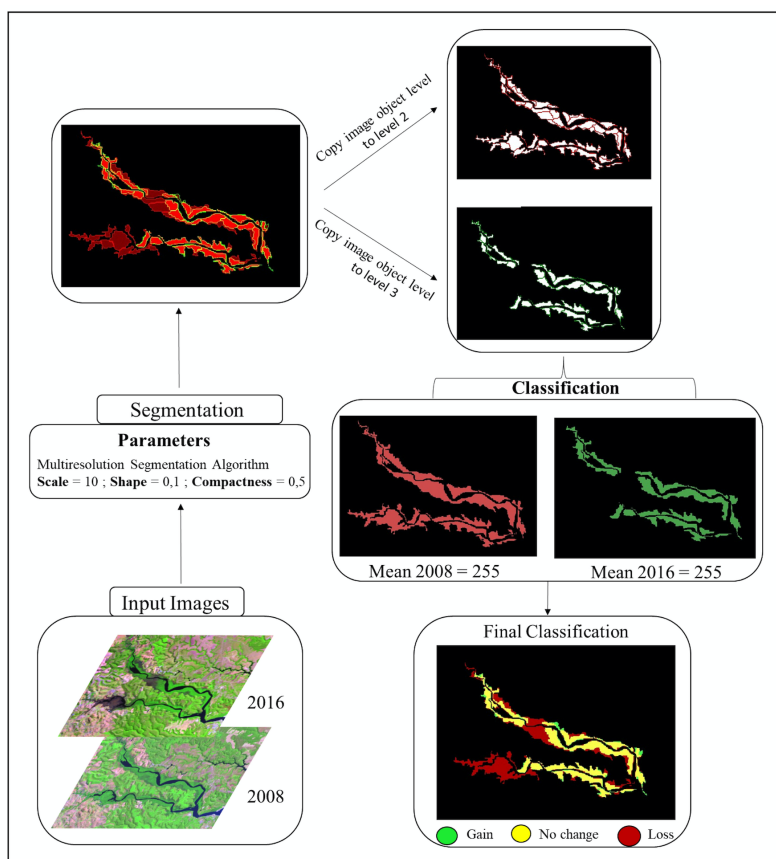 Copy image object level
to level 2
Copy image object level
to level 3
Segmentation
Parameters
Multiresolution Segmentation Algorithm
Scale = 10 ; Shape = 0,1 ; Compactness = 0,5
Classification
Mean 2008 = 255
Mean 2016 = 255
Input Images
2016
2008
Final Classification
Gain
No change
Loss